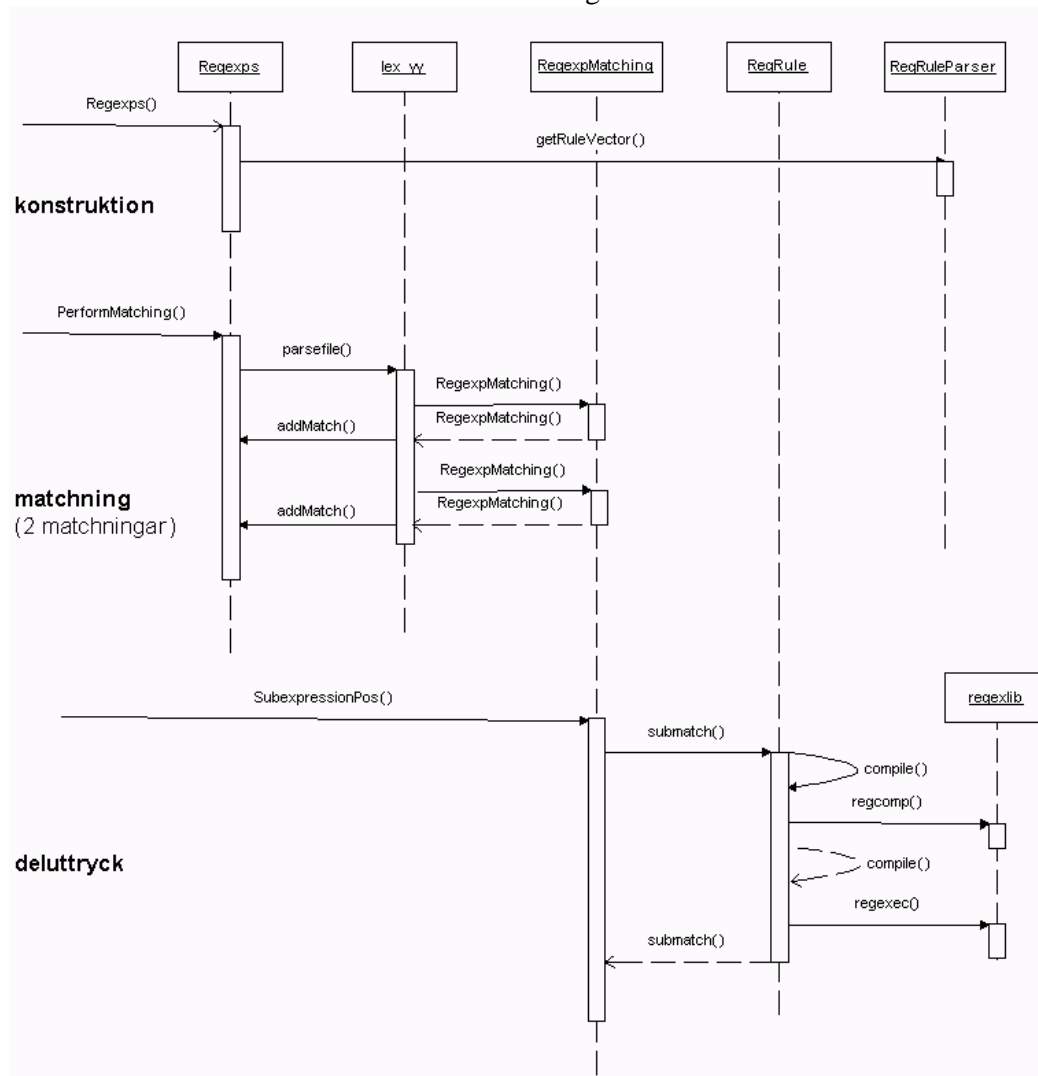 Regexps
lex_yy
RegexpMatching
RegRule
RegRuleParser
Regexps()
getRuleVector()
konstruktion
PerformMatching()
parsefile()
RegexpMatching()
RegexpMatching()
addMatch()
RegexpMatching()
matchning
RegexpMatching()
addMatch()
(2 matchningar)
regexlib
SubexpressionPos()
submatch()
compile()
regcomp()
deluttryck
compile()
regexec()
submatch()